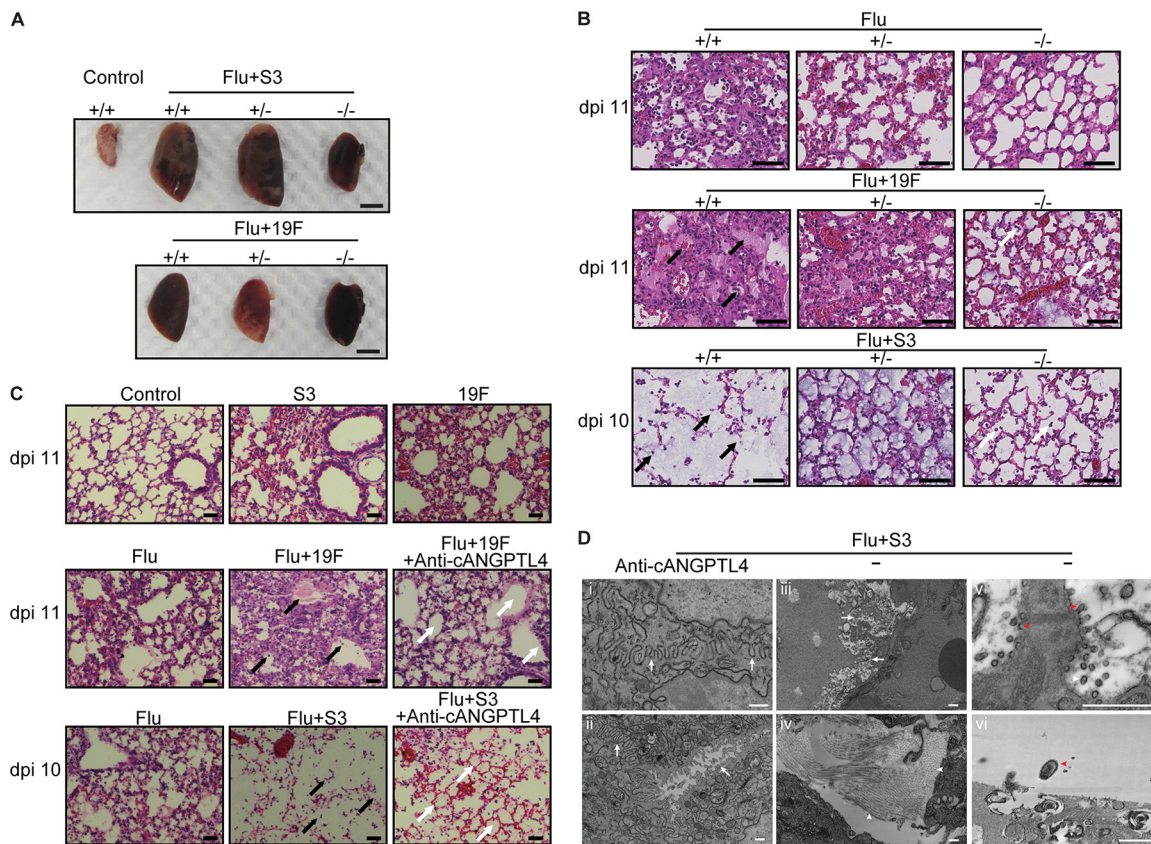 A
Control
Flu+S3
+/+
+/+
+/-
-/-
Flu+19F
+/+
+/-
-/-
B
Flu
+/+
+/-
-/-
dpi 11
Flu+19F
+/+
+/-
-/-
dpi 11
Flu+S3
+/+
+/-
-/-
dpi 10
C
Control
S3
19F
dpi 11
Flu
Flu+19F
Flu+19F
+Anti-cANGPTL4
dpi 11
Flu
Flu+S3
Flu+S3
+Anti-cANGPTL4
dpi 10
D
Flu+S3
Anti-cANGPTL4
-
-
i
iii
v
ii
iv
vi